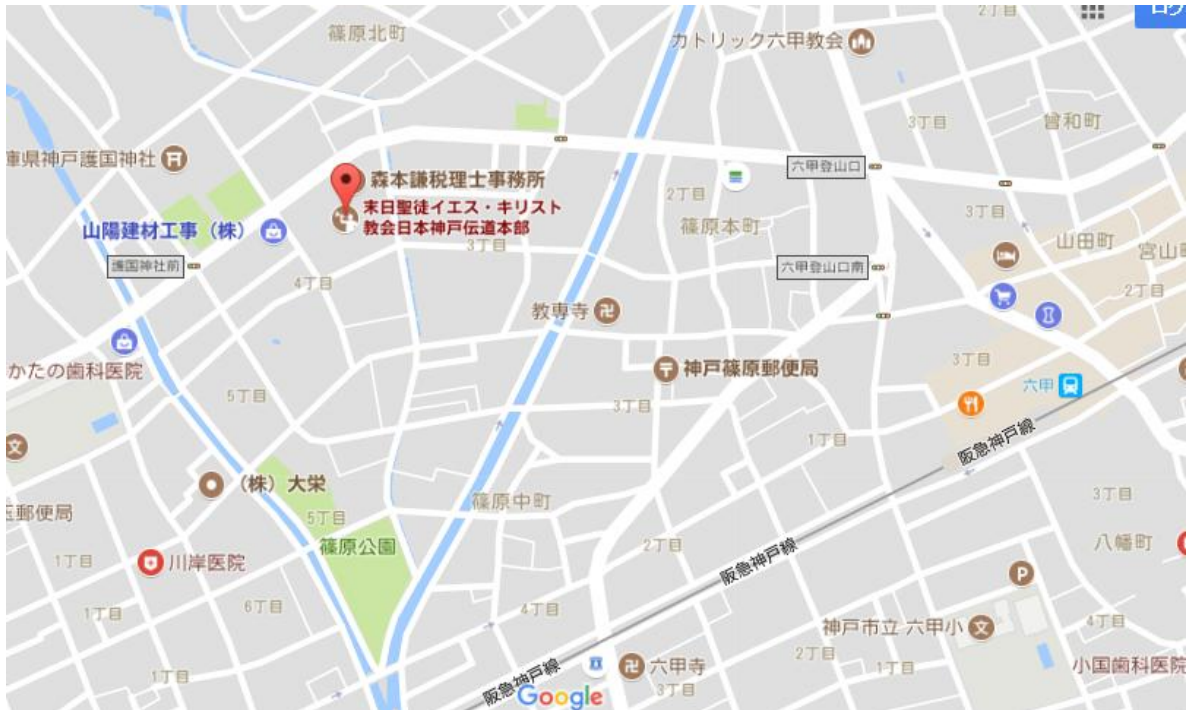 2丁目
ログ
篠原北町
カトリック六甲教会
3丁目
曾和町
庫県神戸護国神社
六甲登山口
森本謙税理士事務所
2丁目
末日聖徒イエス・キリスト
教会日本神戸伝道本部
3丁目
山陽建材工事（株）
篠原本町
3丁目
山田町
宮山町
護国神社前
六甲登山口南
4丁目
2丁目
教専寺
かたの歯科医院
神戸篠原郵便局
3丁目
六甲
5丁目
3丁目
1丁目
阪急神戸線
（株）大栄
篠原中町
3丁目
玉郵便局
5丁目
篠原公園
2丁目
八幡町
1丁目
川岸医院
阪急神戸線
P
1丁目
6丁目
4丁目
神戸市立 六甲小
4丁目
1丁目
六甲寺
2丁目
1丁目
小国歯科医院
阪急神戸線
Google
3丁目